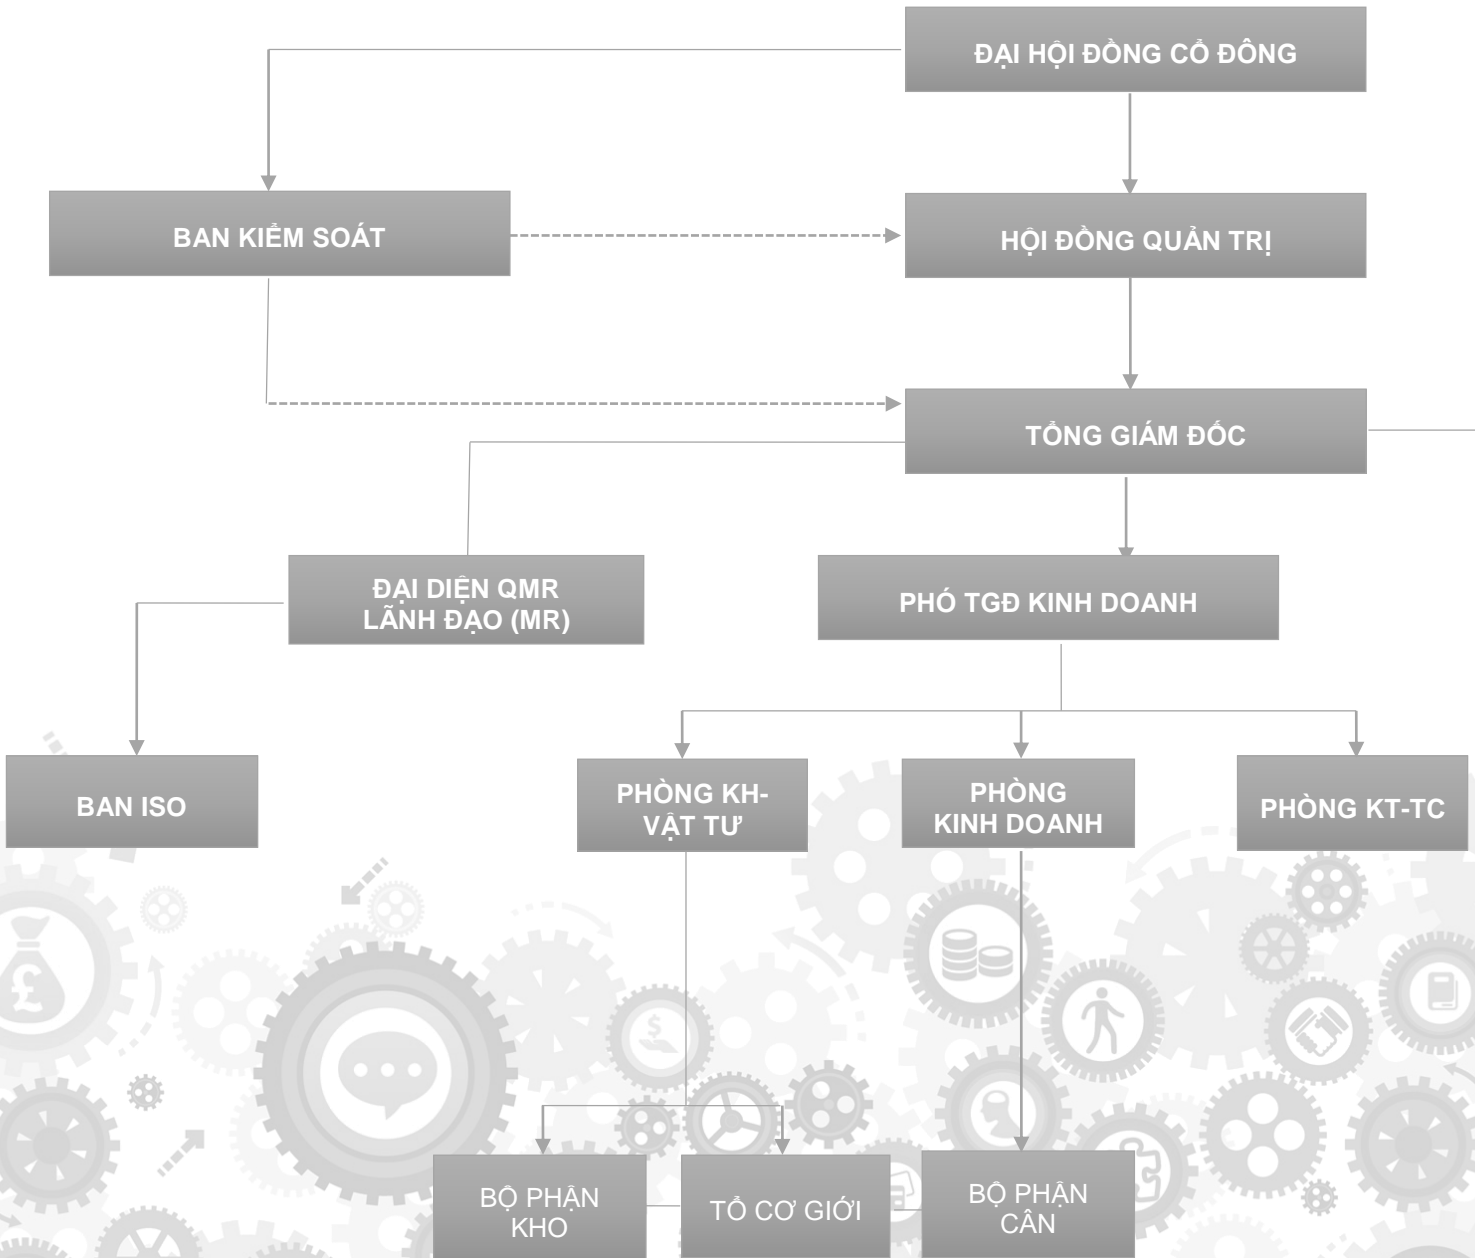 ĐẠI HỘI ĐỒNG CỔ ĐÔNG
BAN KIỂM SOÁT
HỘI ĐỒNG QUẢN TRỊ
TỔNG GIÁM ĐỐC
ĐẠI DIỆN QMR
LÃNH ĐẠO (MR)
PHÓ TGĐ KINH DOANH
BAN ISO
PHÒNG KH-
VẬT TƯ
PHÒNG
KINH DOANH
PHÒNG KT-TC
BỘ PHẬN
KHO
TỔ CƠ GIỚI
BỘ PHẬN
CÂN